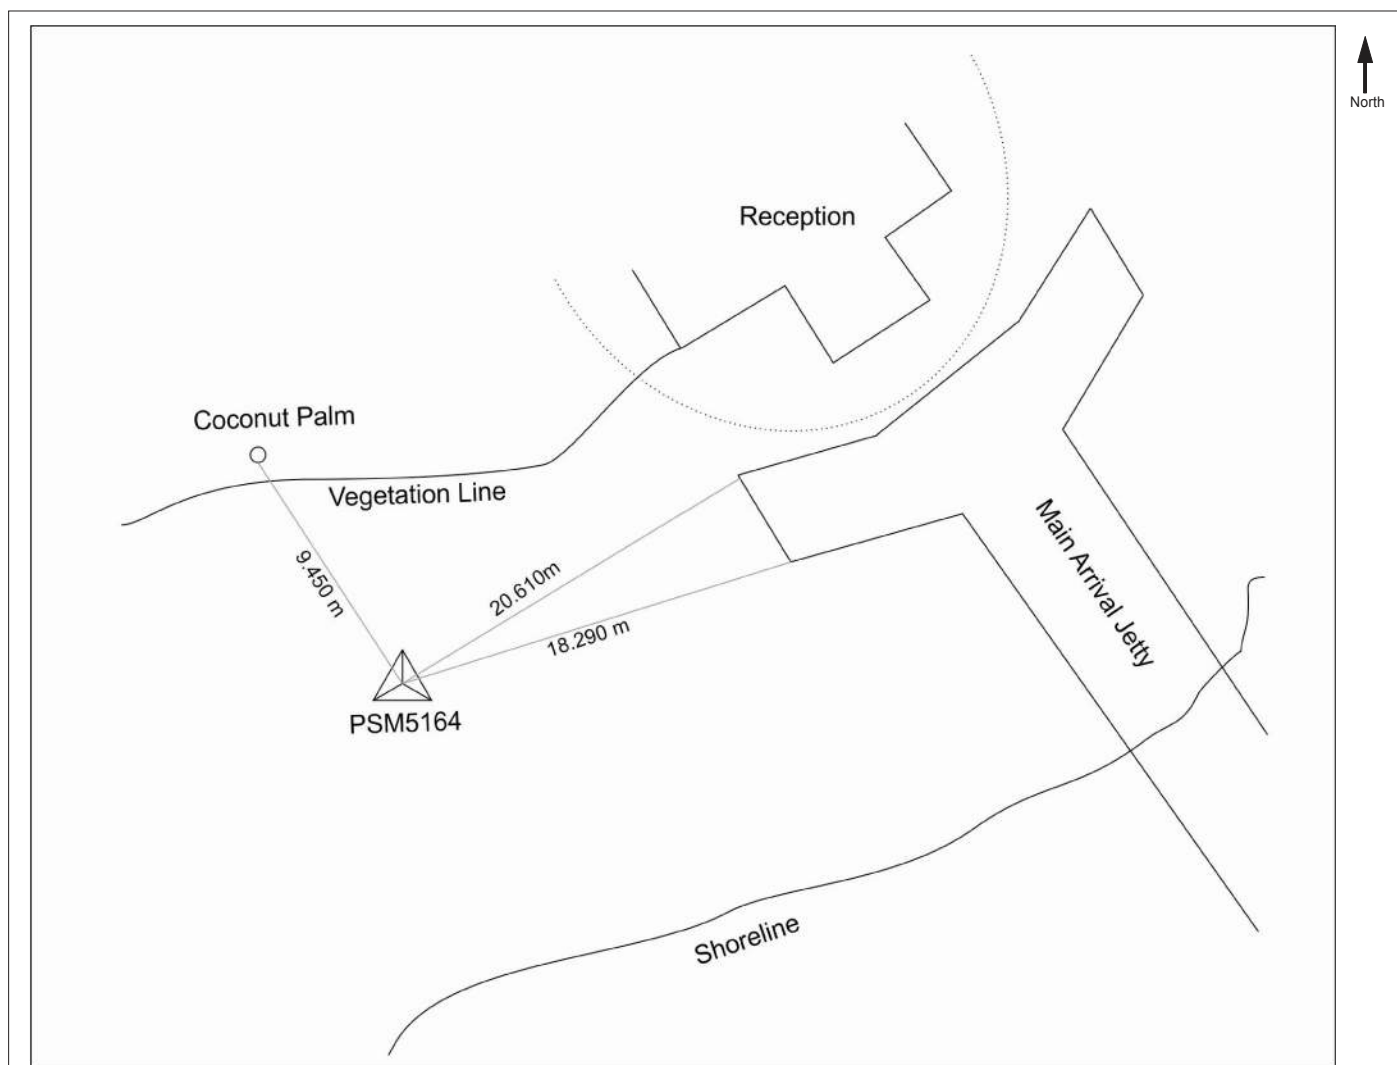 North
Reception
Coconut Palm
Vegetation Line
9.450 m
20.610m
18.290 m
Main Arrival Jetty
PSM5164
Shoreline